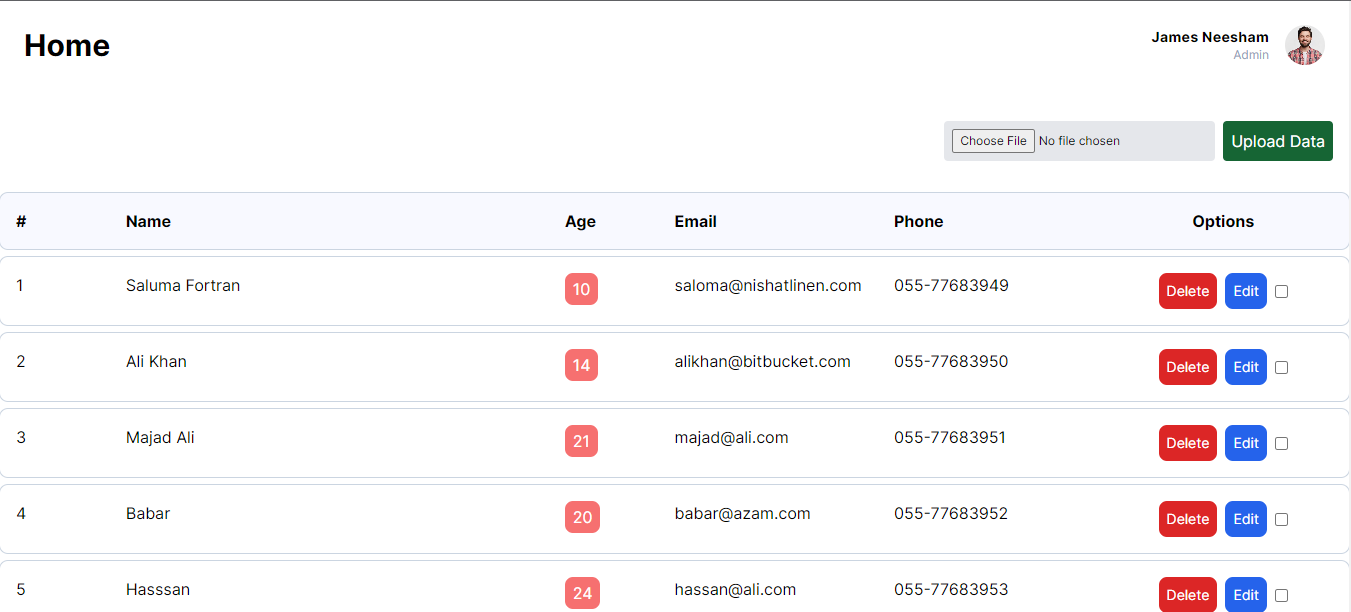 Home
James Neesham
Admin
Choose File No file chosen
Upload Data
# Name Age Email Phone Options
1 Saluma Fortran 10 saloma@nishatlinen.com 055-77683949 Delete Edit
2 Ali Khan 14 alikhan@bitbucket.com 055-77683950 Delete Edit
3 Majad Ali 21 majad@ali.com 055-77683951 Delete Edit
4 Babar 20 babar@azam.com 055-77683952 Delete Edit
5 Hasssan 24 hassan@ali.com 055-77683953 Delete Edit